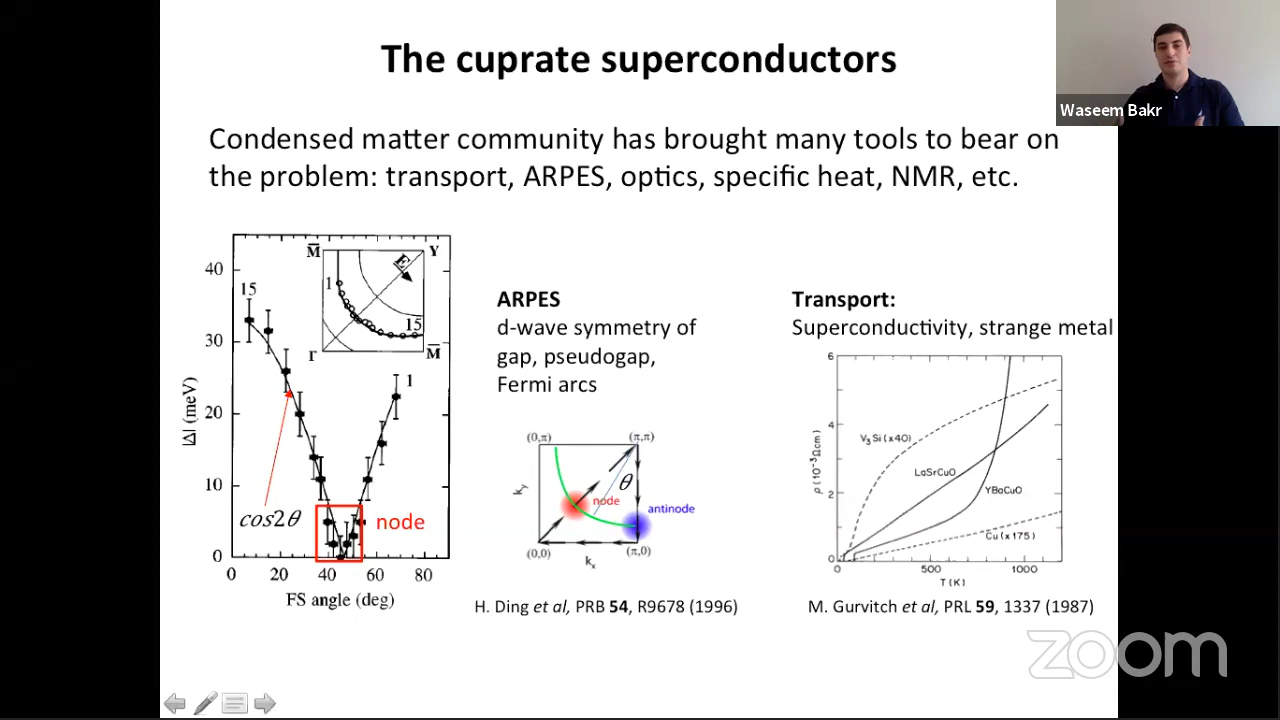 The cuprate superconductors
Waseem Bakr
Condensed matter community has brought many tools to bear on
the problem: transport, ARPES, optics, specific heat, NMR, etc.
|Δ| (meV)
40
30
20
10
0
0 20 40 60 80
FS angle (deg)
15
1
M̅ Y
E
1
15
Γ M̅
cos2θ
node
ARPES
d-wave symmetry of
gap, pseudogap,
Fermi arcs
(0,π) (π,π)
θ
node
antinode
k_y
(0,0) (π,0)
k_x
H. Ding et al, PRB 54, R9678 (1996)
Transport:
Superconductivity, strange metal
6
4
2
0
ρ (10⁻³ Ωcm)
V₃Si (x40)
LaSrCuO
YBaCuO
Cu (x175)
0 500 1000
T (K)
M. Gurvitch et al, PRL 59, 1337 (1987)
zoom